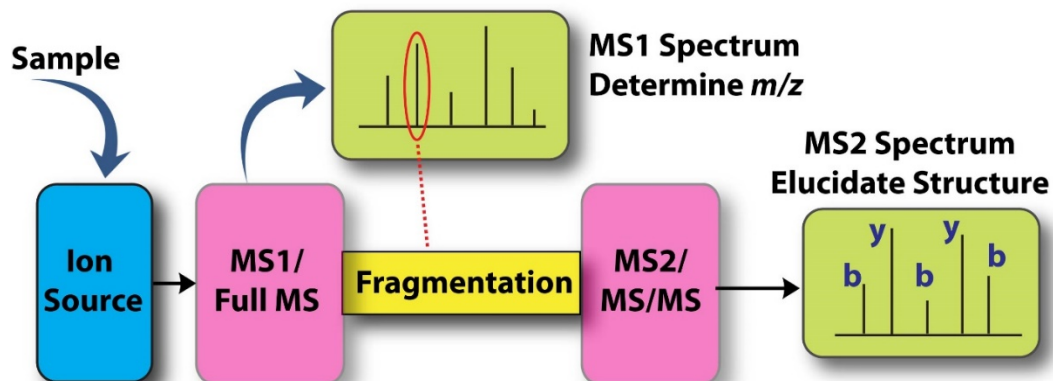 Sample
MS1 Spectrum
Determine m/z
MS2 Spectrum
Elucidate Structure
Ion
Source
MS1/
Full MS
Fragmentation
MS2/
MS/MS
b
y
b
y
b